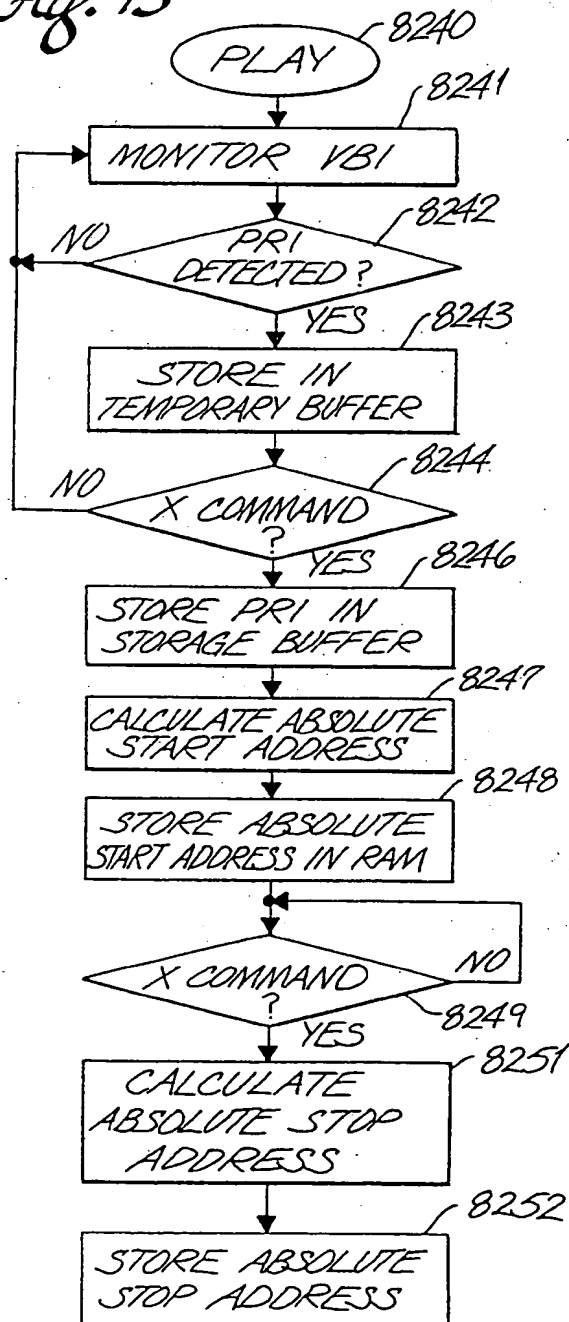 Fig. 13
8240
PLAY
8241
MONITOR VBI
8242
NO
PRI
DETECTED?
YES
8243
STORE IN
TEMPORARY BUFFER
8244
NO
X COMMAND
?
YES
8246
STORE PRI IN
STORAGE BUFFER
8247
CALCULATE ABSOLUTE
START ADDRESS
8248
STORE ABSOLUTE
START ADDRESS IN RAM
X COMMAND
?
NO
8249
YES
8251
CALCULATE
ABSOLUTE STOP
ADDRESS
8252
STORE ABSOLUTE
STOP ADDRESS